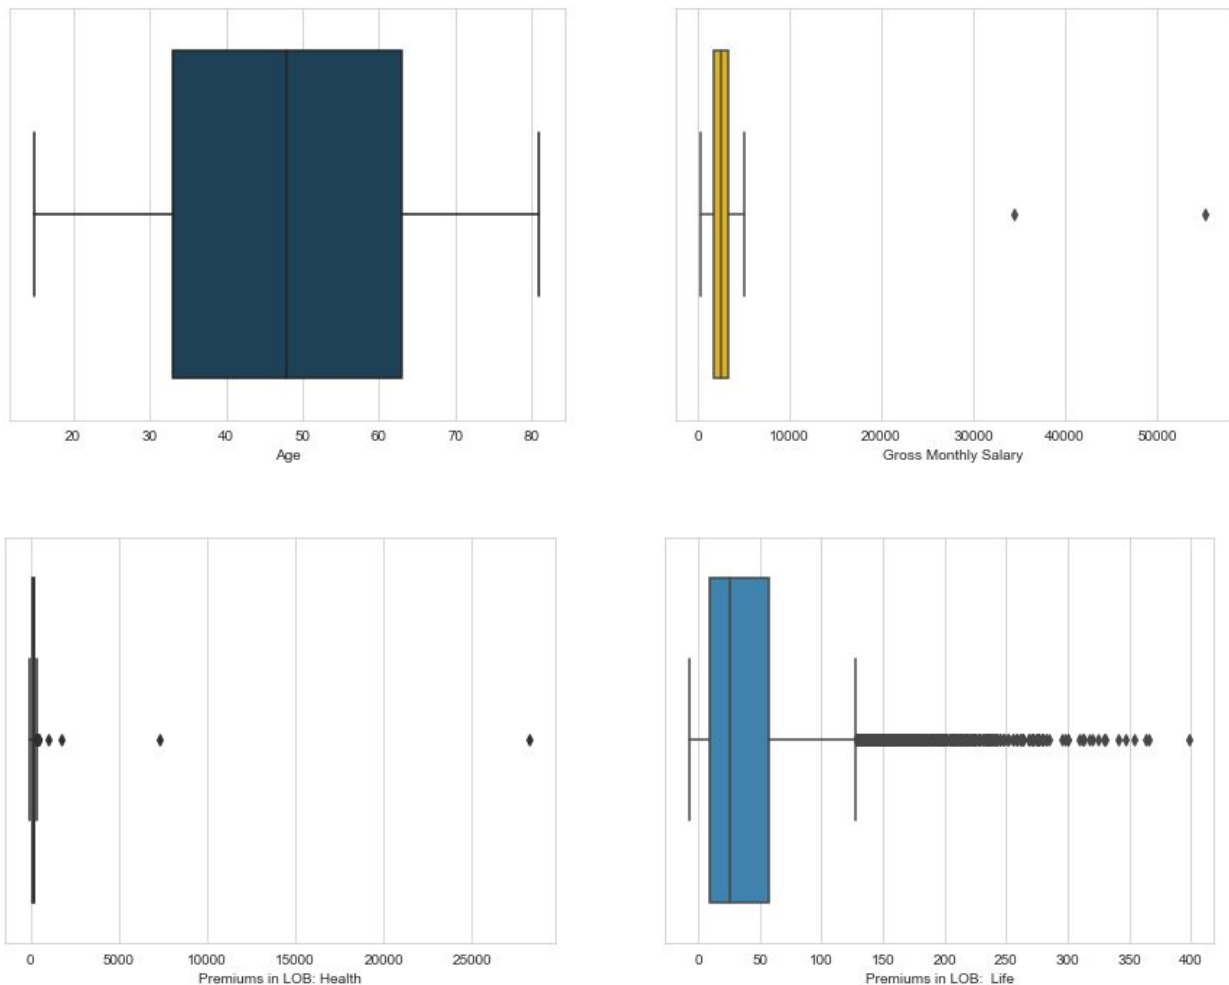 20 30 40 50 60 70 80
Age
0 10000 20000 30000 40000 50000
Gross Monthly Salary
0 5000 10000 15000 20000 25000
Premiums in LOB: Health
0 50 100 150 200 250 300 350 400
Premiums in LOB: Life